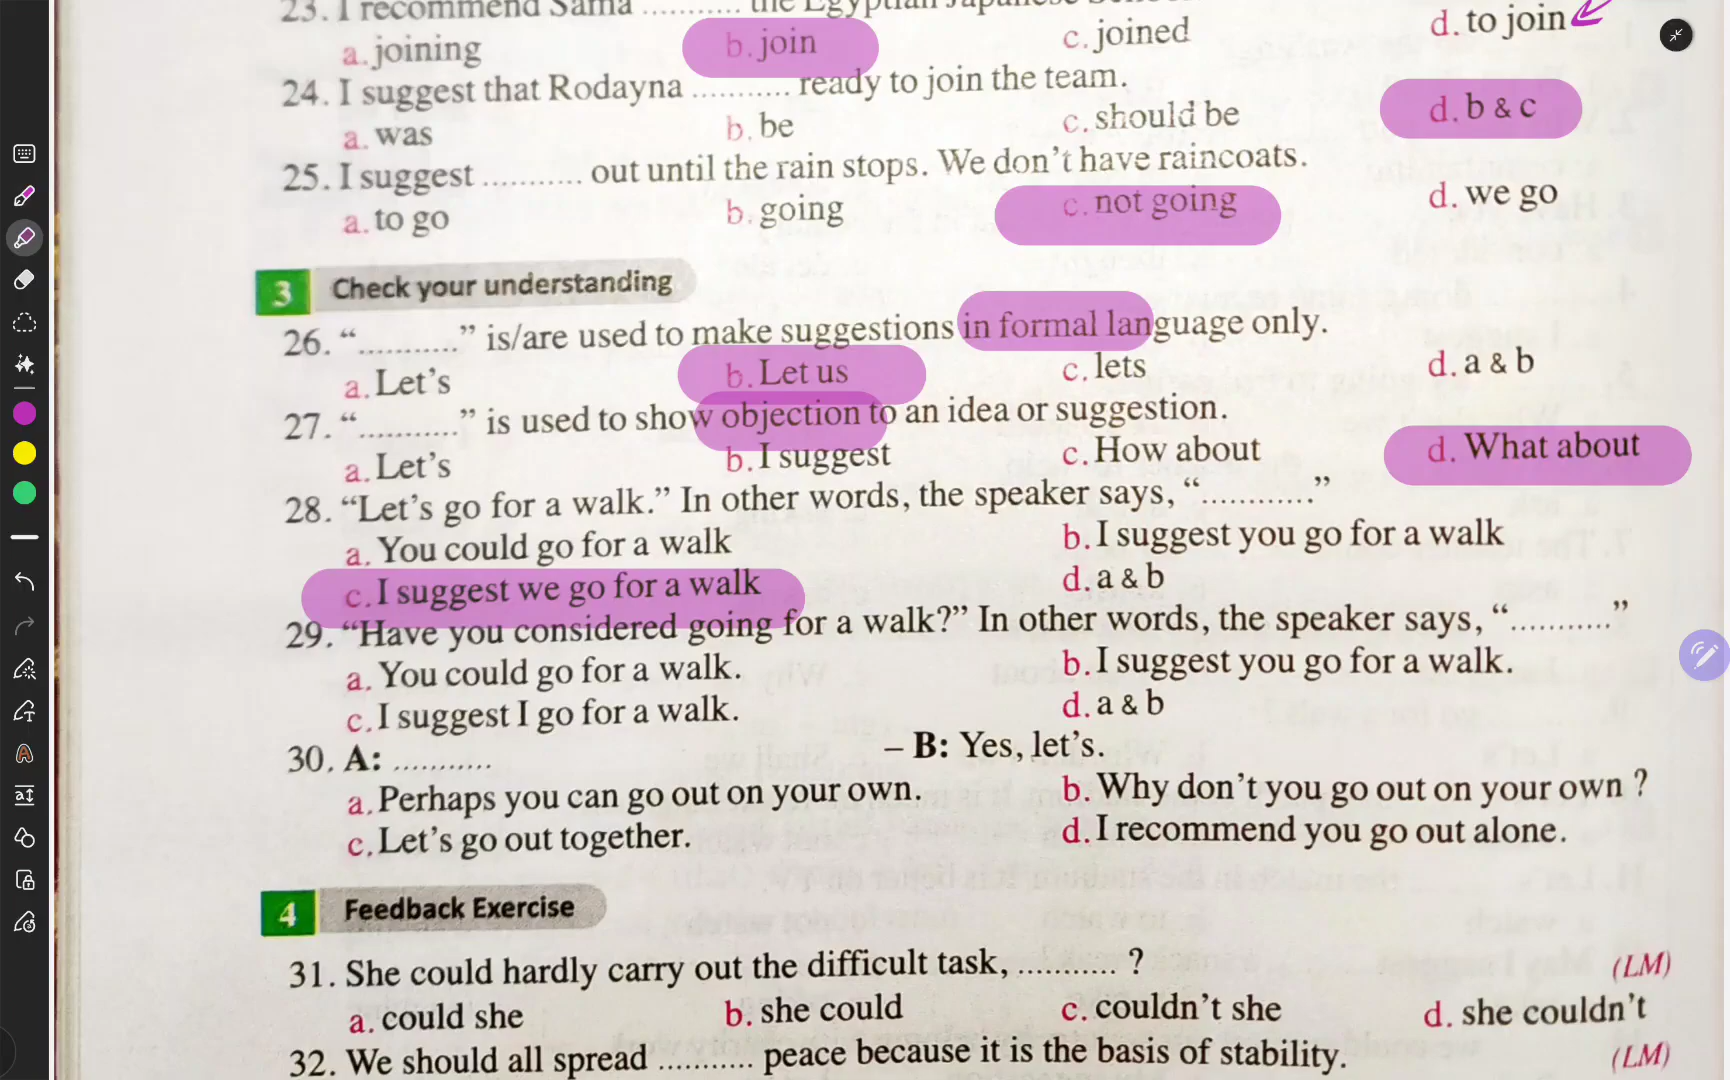 23. I recommend Sama ........... the Egyptian Japanese
a. joining b. join c. joined d. to join
24. I suggest that Rodayna ........... ready to join the team.
a. was b. be c. should be d. b & c
25. I suggest ........... out until the rain stops. We don't have raincoats.
a. to go b. going c. not going d. we go
3 Check your understanding
26. "..........." is/are used to make suggestions in formal language only.
a. Let's b. Let us c. lets d. a & b
27. "..........." is used to show objection to an idea or suggestion.
a. Let's b. I suggest c. How about d. What about
28. "Let's go for a walk." In other words, the speaker says, "............"
a. You could go for a walk b. I suggest you go for a walk
c. I suggest we go for a walk d. a & b
29. "Have you considered going for a walk?" In other words, the speaker says, "..........."
a. You could go for a walk. b. I suggest you go for a walk.
c. I suggest I go for a walk. d. a & b
30. A: ........... – B: Yes, let's.
a. Perhaps you can go out on your own. b. Why don't you go out on your own ?
c. Let's go out together. d. I recommend you go out alone.
4 Feedback Exercise
31. She could hardly carry out the difficult task, ........... ? (LM)
a. could she b. she could c. couldn't she d. she couldn't
32. We should all spread ........... peace because it is the basis of stability. (LM)